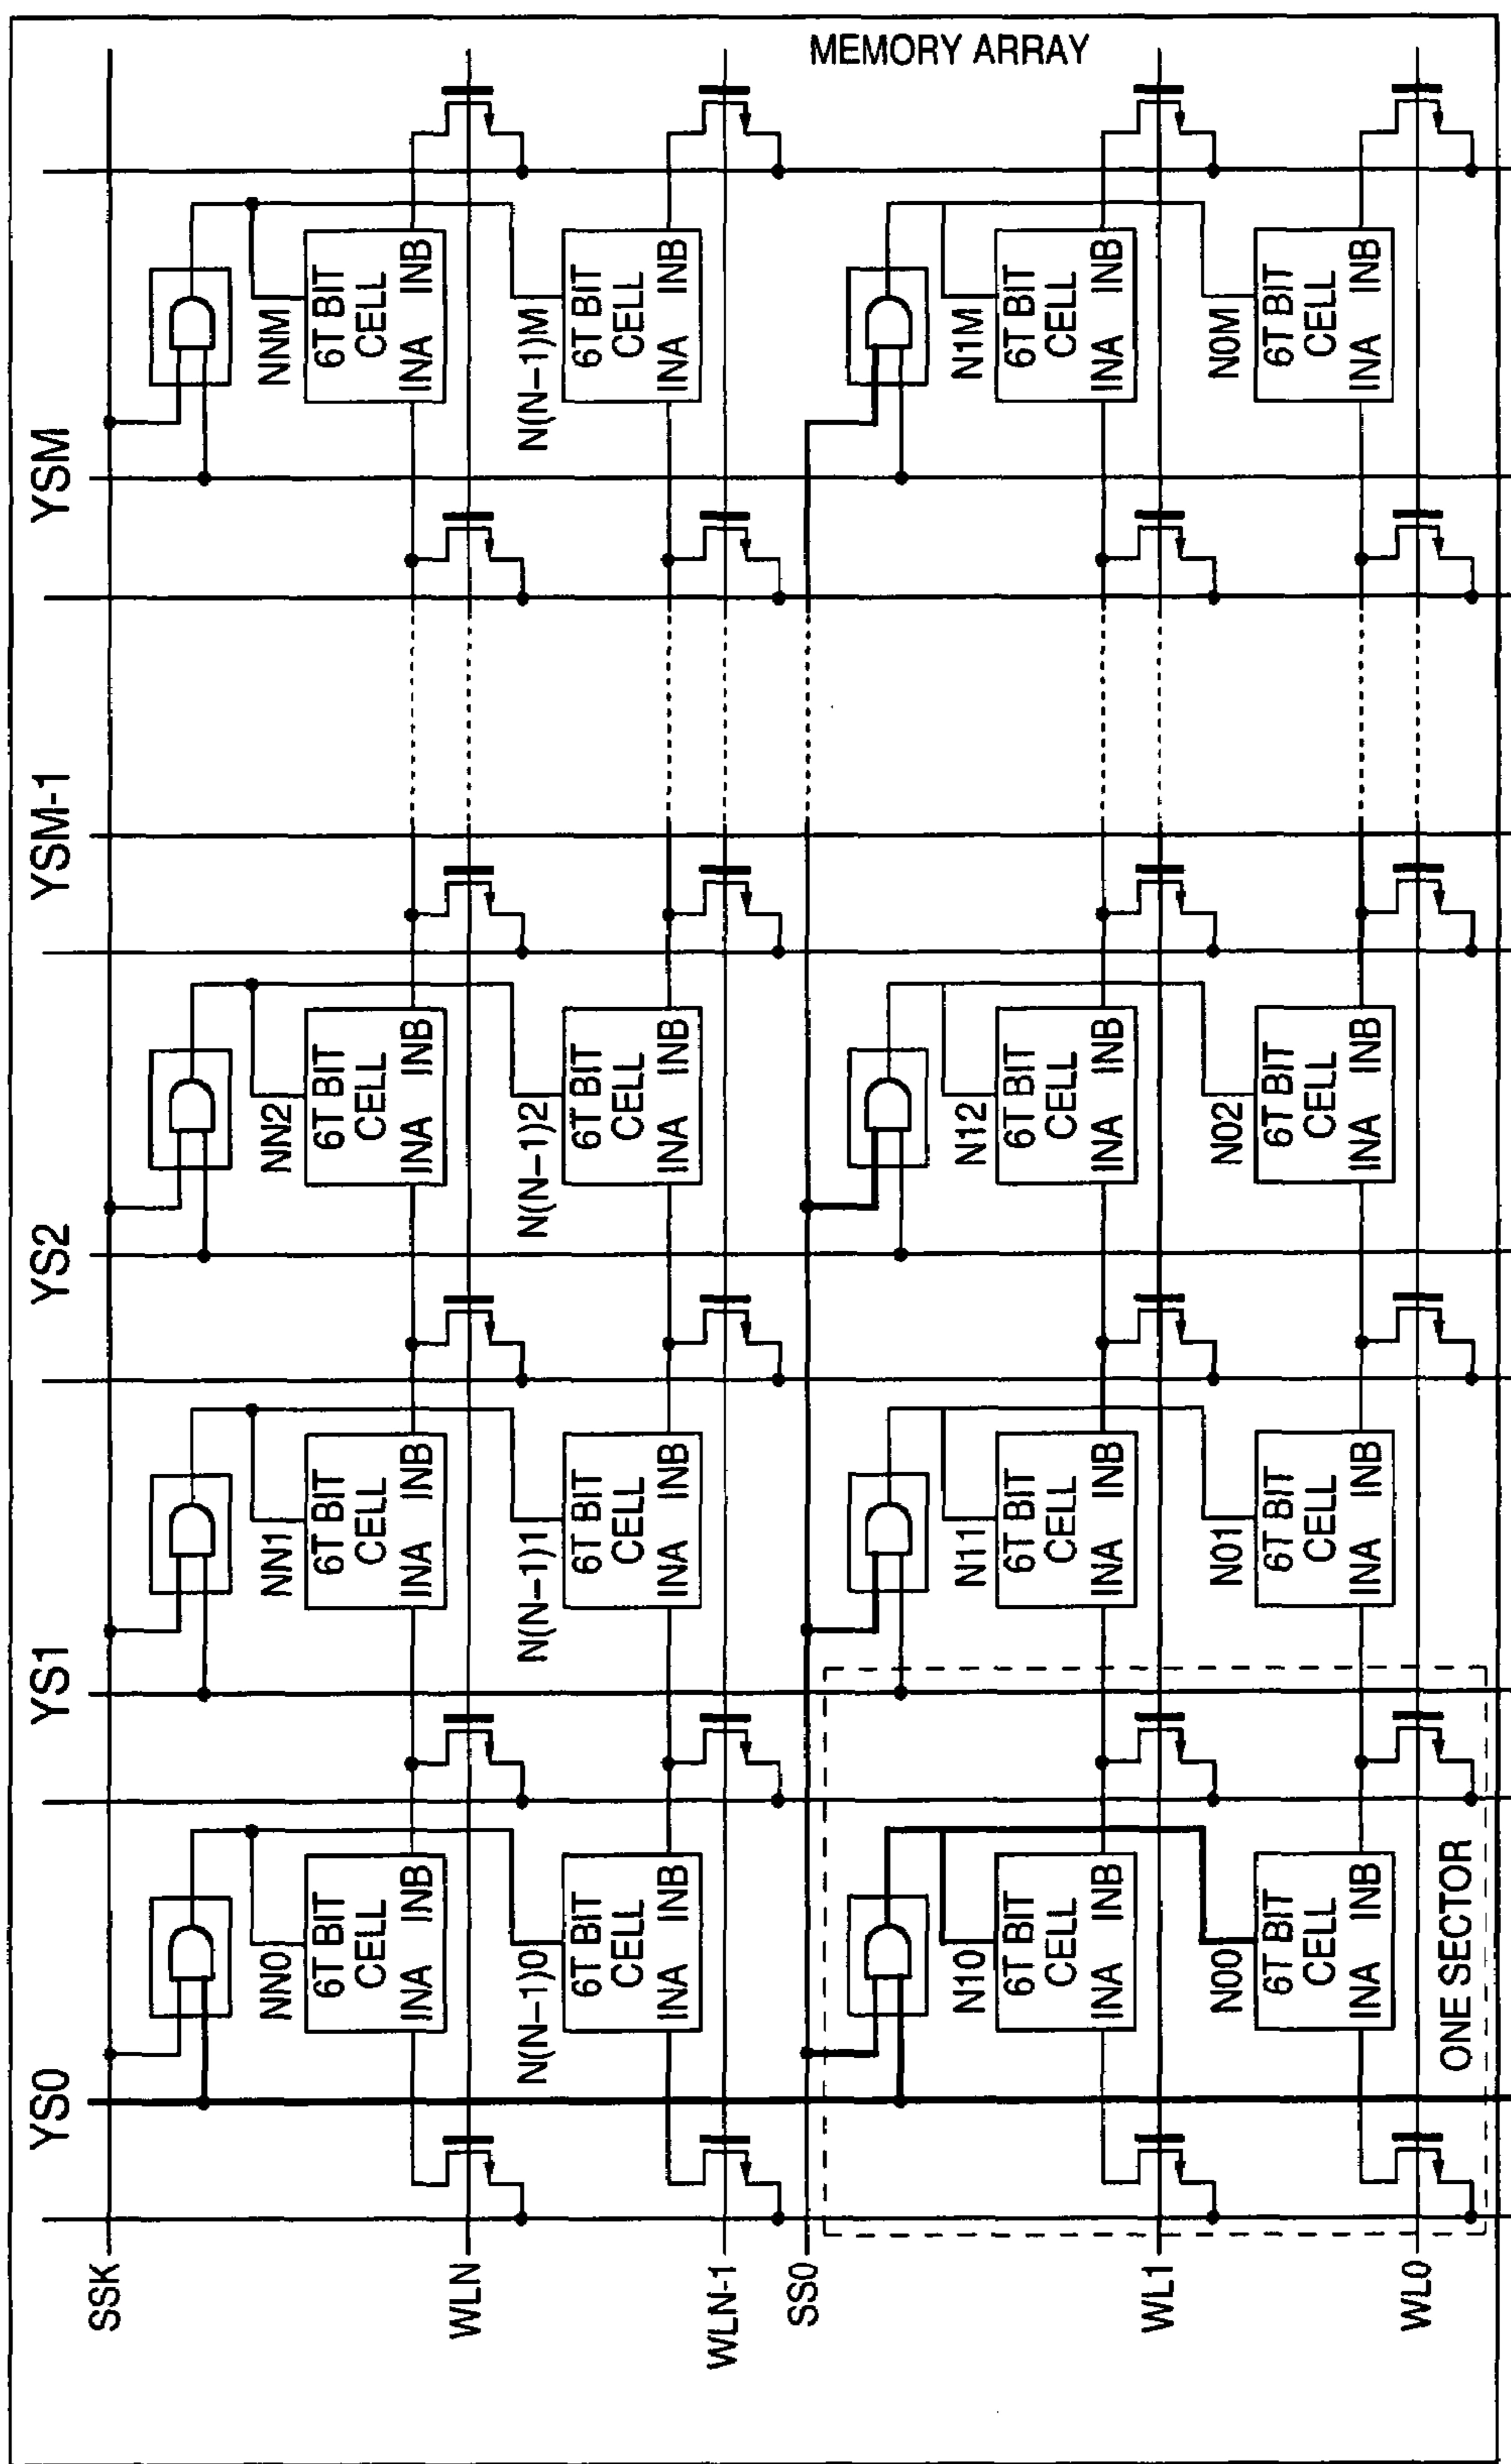 YS0 YS1 YS2 YSM-1 YSM
SSK
NN0 NN1 NN2 NNM
6T BIT 6T BIT 6T BIT 6T BIT
CELL CELL CELL CELL
INA INB INA INB INA INB INA INB
WLN
N(N-1)0 N(N-1)1 N(N-1)2 N(N-1)M
6T BIT 6T BIT 6T BIT 6T BIT
CELL CELL CELL CELL
INA INB INA INB INA INB INA INB
WLN-1
SS0
MEMORY ARRAY
N10 N11 N12 N1M
6T BIT 6T BIT 6T BIT 6T BIT
CELL CELL CELL CELL
INA INB INA INB INA INB INA INB
WL1
N00 N01 N02 N0M
6T BIT 6T BIT 6T BIT 6T BIT
CELL CELL CELL CELL
INA INB INA INB INA INB INA INB
WL0
ONE SECTOR